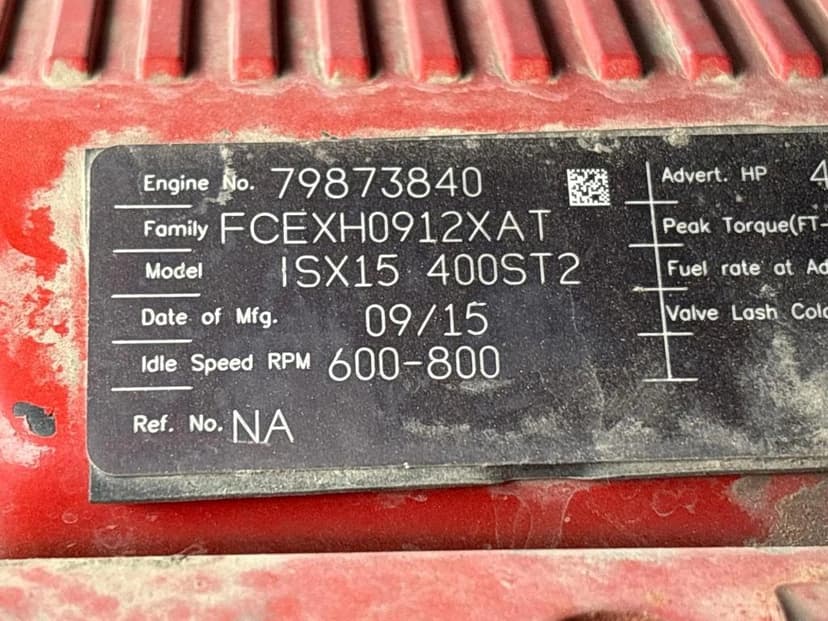 Engine No. 79873840
Family FCEXH0912XAT
Model ISX15 400ST2
Date of Mfg. 09/15
Idle Speed RPM 600-800
Ref. No. NA
Advert. HP 4
Peak Torque(FT-
Fuel rate at Ad
Valve Lash Cold